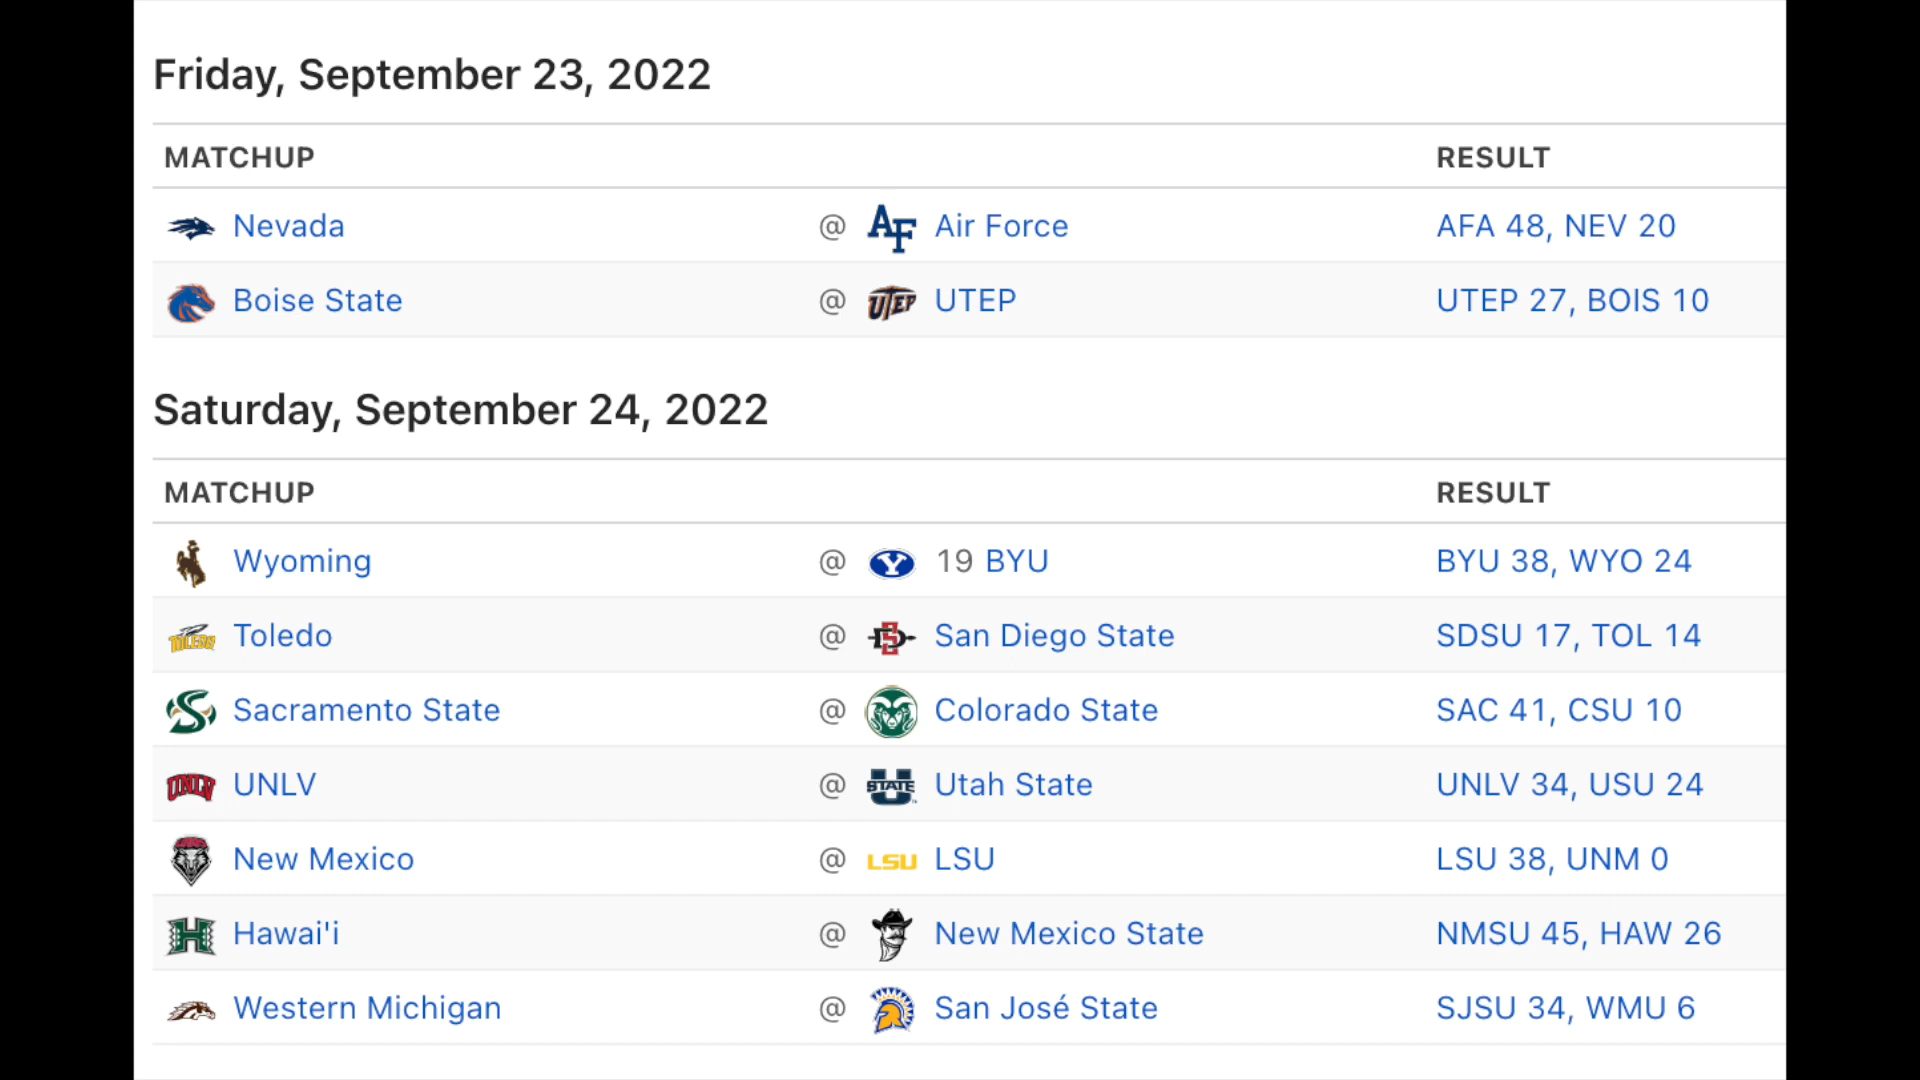 Friday, September 23, 2022
MATCHUP RESULT
Nevada @ Air Force AFA 48, NEV 20
Boise State @ UTEP UTEP 27, BOIS 10
Saturday, September 24, 2022
MATCHUP RESULT
Wyoming @ 19 BYU BYU 38, WYO 24
Toledo @ San Diego State SDSU 17, TOL 14
Sacramento State @ Colorado State SAC 41, CSU 10
UNLV @ Utah State UNLV 34, USU 24
New Mexico @ LSU LSU 38, UNM 0
Hawai'i @ New Mexico State NMSU 45, HAW 26
Western Michigan @ San José State SJSU 34, WMU 6